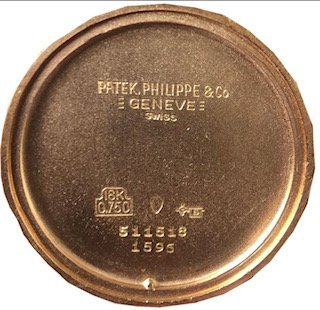 PATEK, PHILIPPE & Co
GENEVE
SWISS
18K
0.750
511518
1596